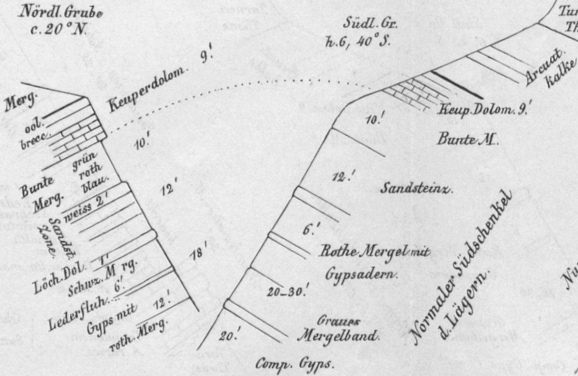 Nördl. Grube
c. 20° N.
Südl. Gr.
h. 6, 40° S.
Tur
Th
Arcuat.
kalke
Merg.
Keuperdolom. 9!
ool.
brecc.
Keup. Dolom. 9!
10!
10!
Bunte M.
Bunte
Merg.
grün
roth
blau.
12!
12!
Sandsteinz.
weiss 2!
Sandst.
Zone.
6!
Rothe Mergel mit
Gypsadern.
18!
Löch. Dol. 1!
Schwz. M rg.
Lederfluh. 6!
20-30!
Gyps mit 12!
roth. Merg.
Graues
Mergelband.
20!
Comp. Gyps.
Normaler Südschenkel
d. Lägern.